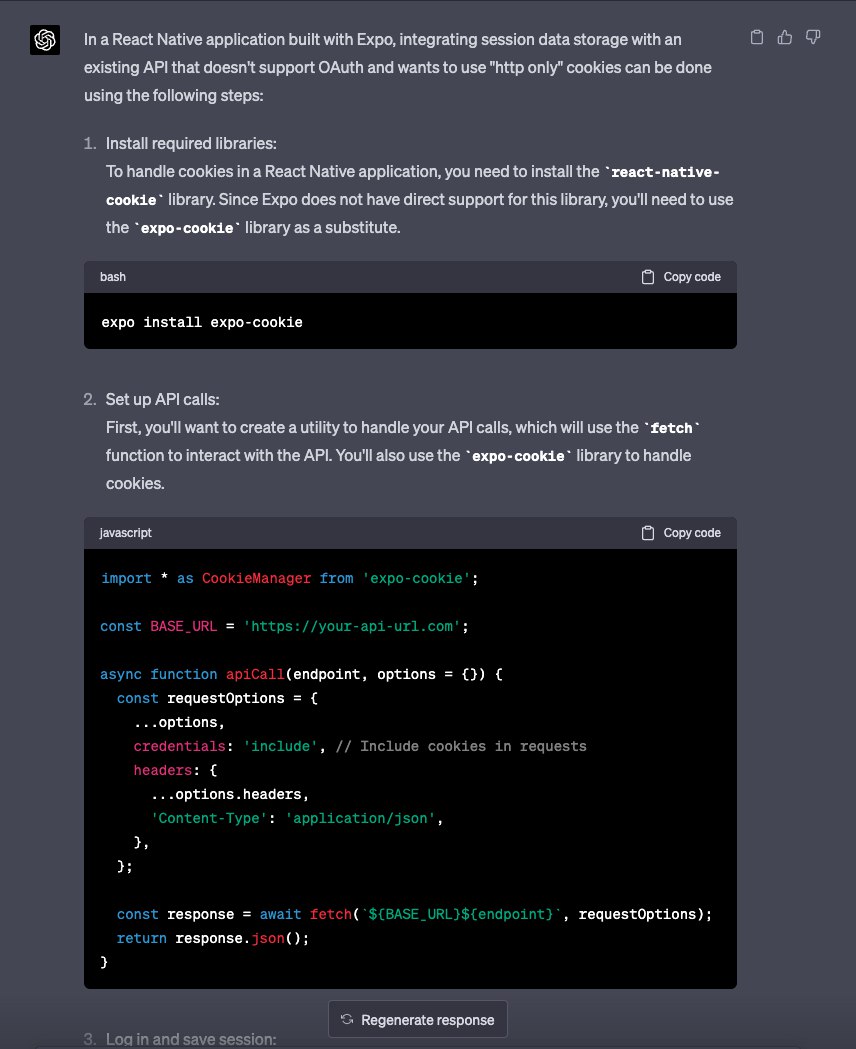 In a React Native application built with Expo, integrating session data storage with an
existing API that doesn't support OAuth and wants to use "http only" cookies can be done
using the following steps:
1. Install required libraries:
To handle cookies in a React Native application, you need to install the `react-native-
cookie` library. Since Expo does not have direct support for this library, you'll need to use
the `expo-cookie` library as a substitute.
bash Copy code
expo install expo-cookie
2. Set up API calls:
First, you'll want to create a utility to handle your API calls, which will use the `fetch`
function to interact with the API. You'll also use the `expo-cookie` library to handle
cookies.
javascript Copy code
import * as CookieManager from 'expo-cookie';
const BASE_URL = 'https://your-api-url.com';
async function apiCall(endpoint, options = {}) {
  const requestOptions = {
    ...options,
    credentials: 'include', // Include cookies in requests
    headers: {
      ...options.headers,
      'Content-Type': 'application/json',
    },
  };
  const response = await fetch(`${BASE_URL}${endpoint}`, requestOptions);
  return response.json();
}
Regenerate response
3. Log in and save session: